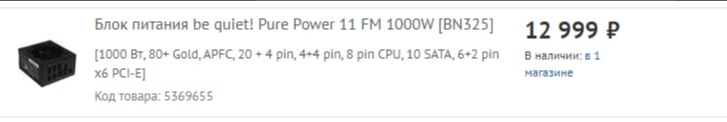 Блок питания be quiet! Pure Power 11 FM 1000W [BN325]
[1000 Вт, 80+ Gold, APFC, 20 + 4 pin, 4+4 pin, 8 pin CPU, 10 SATA, 6+2 pin
x6 PCI-E]
Код товара: 5369655
12 999 ₽
В наличии: в 1
магазине